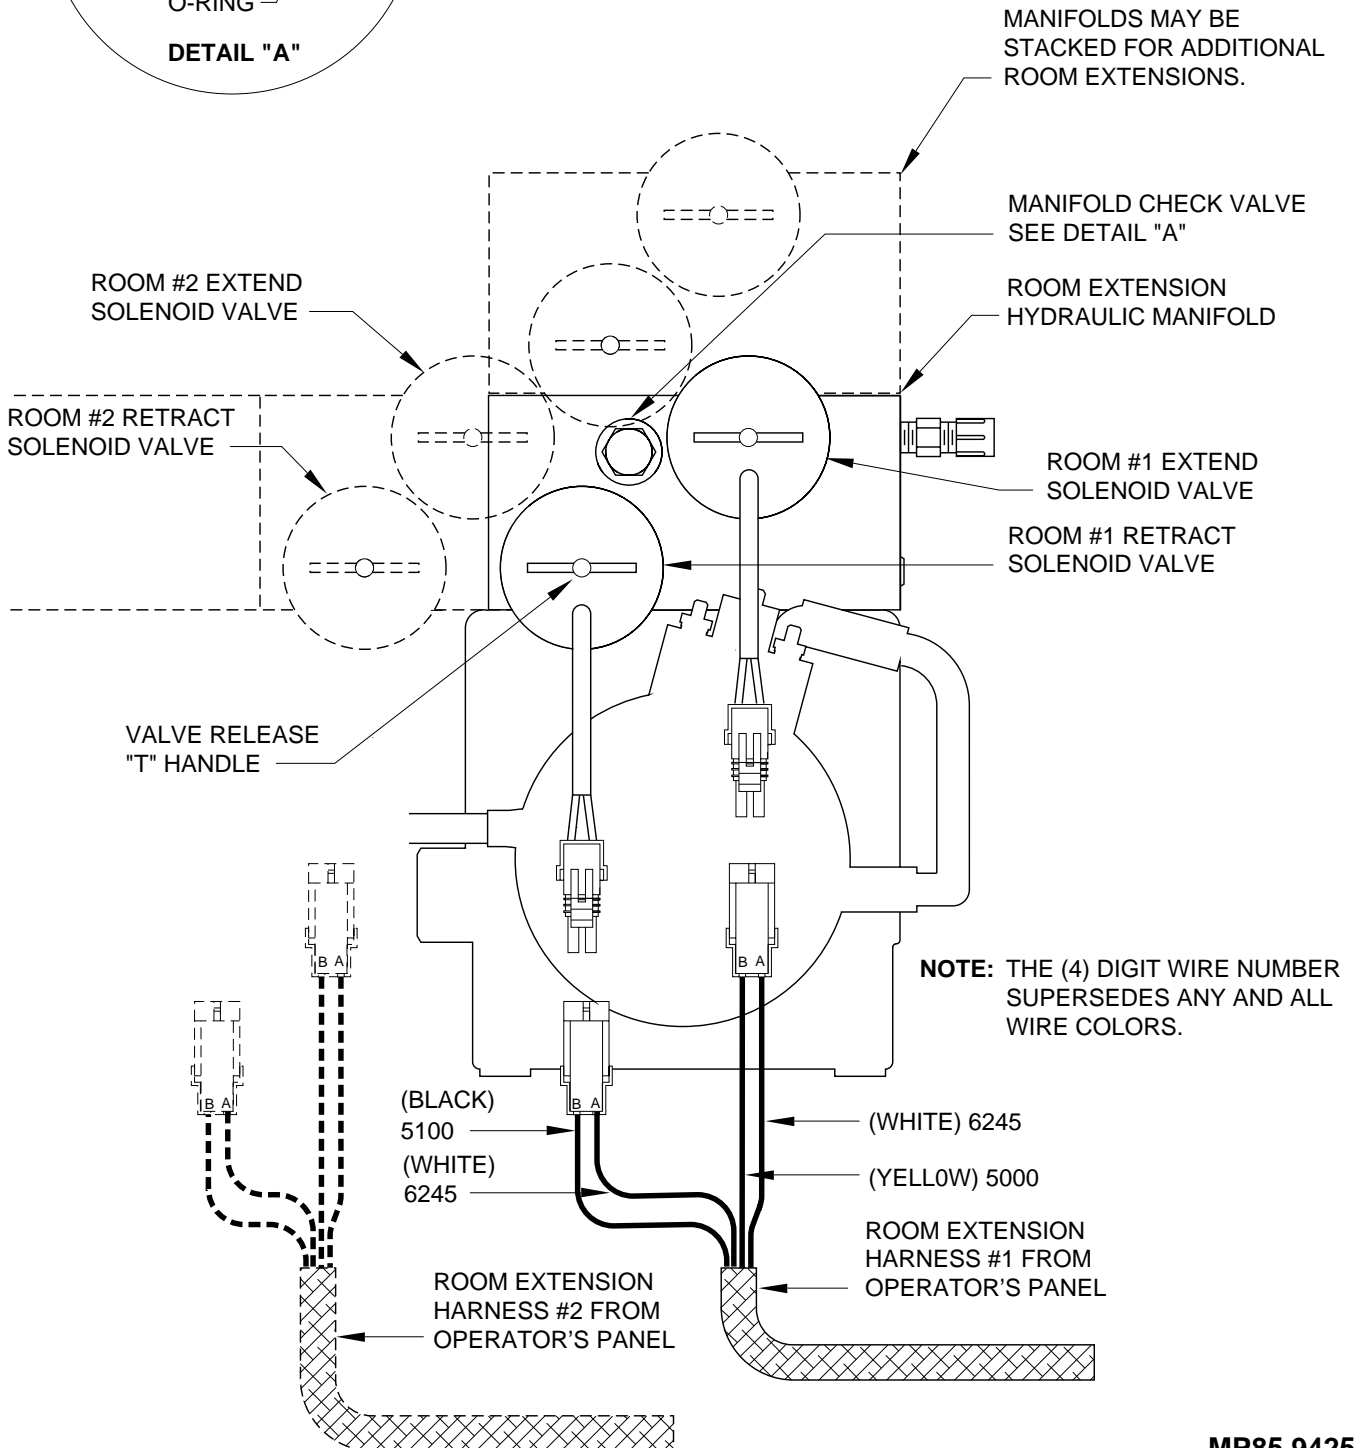 O-RING
DETAIL "A"
MANIFOLDS MAY BE
STACKED FOR ADDITIONAL
ROOM EXTENSIONS.
MANIFOLD CHECK VALVE
SEE DETAIL "A"
ROOM #2 EXTEND
SOLENOID VALVE
ROOM EXTENSION
HYDRAULIC MANIFOLD
ROOM #2 RETRACT
SOLENOID VALVE
ROOM #1 EXTEND
SOLENOID VALVE
ROOM #1 RETRACT
SOLENOID VALVE
VALVE RELEASE
"T" HANDLE
B A
B A
NOTE: THE (4) DIGIT WIRE NUMBER
SUPERSEDES ANY AND ALL
WIRE COLORS.
B A
B A
(BLACK)
5100
(WHITE)
6245
(WHITE) 6245
(YELL0W) 5000
ROOM EXTENSION
HARNESS #1 FROM
OPERATOR'S PANEL
ROOM EXTENSION
HARNESS #2 FROM
OPERATOR'S PANEL
MP85.9425